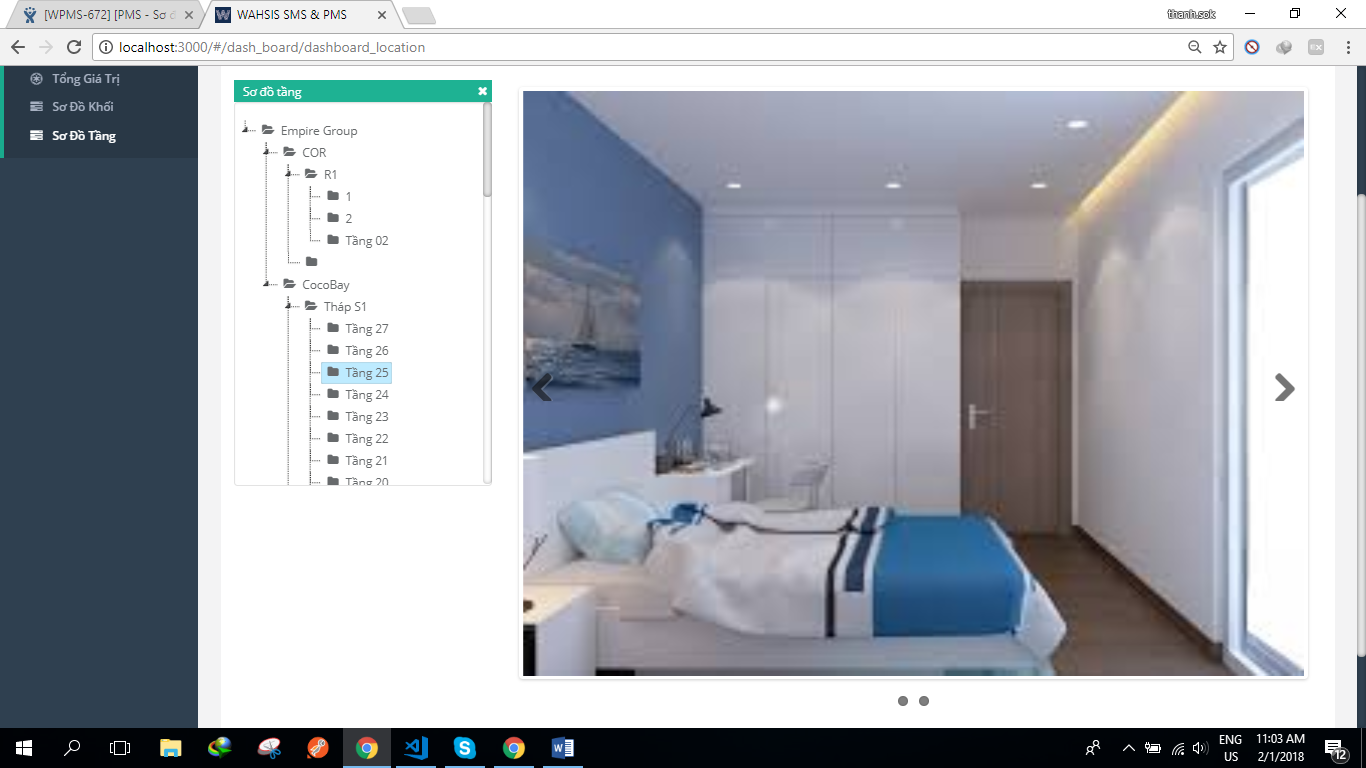 [WPMS-672] [PMS - Sơ đ
WAHSIS SMS & PMS
thanh.sok
localhost:3000/#/dash_board/dashboard_location
Tổng Giá Trị
Sơ Đồ Khối
Sơ Đồ Tầng
Sơ đồ tầng
Empire Group
COR
R1
1
2
Tầng 02
CocoBay
Tháp S1
Tầng 27
Tầng 26
Tầng 25
Tầng 24
Tầng 23
Tầng 22
Tầng 21
Tầng 20
ENG
US
11:03 AM
2/1/2018
12